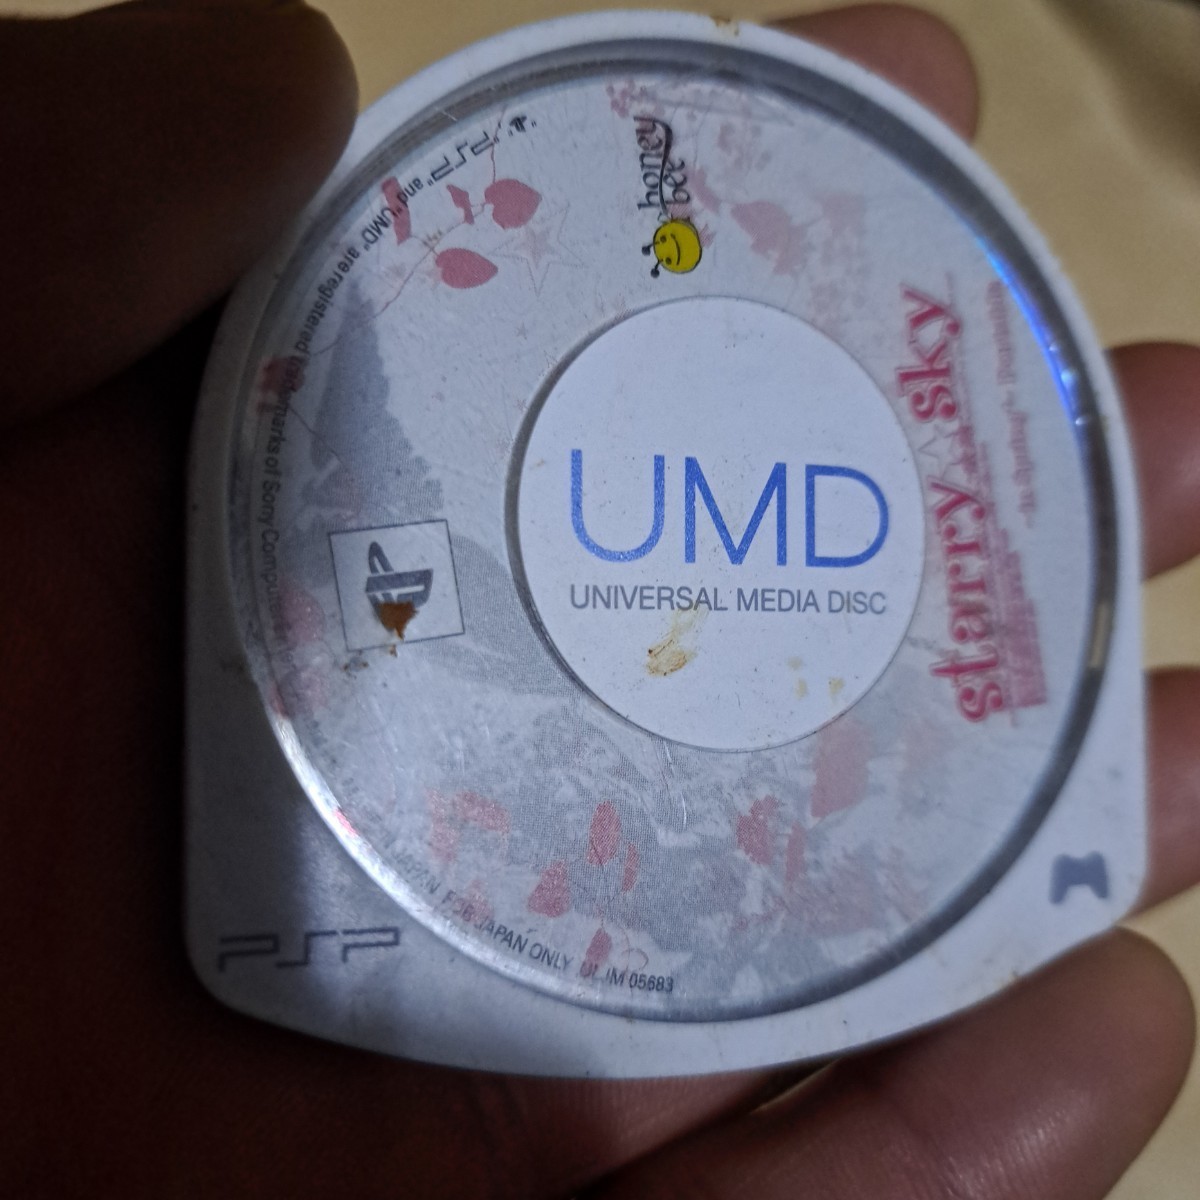 UMD
UNIVERSAL MEDIA DISC
honey
bee
starry☆sky
"PSP" and "UMD" are registered trademarks of Sony Computer
JAPAN FOR JAPAN ONLY ULJM 05683
PSP